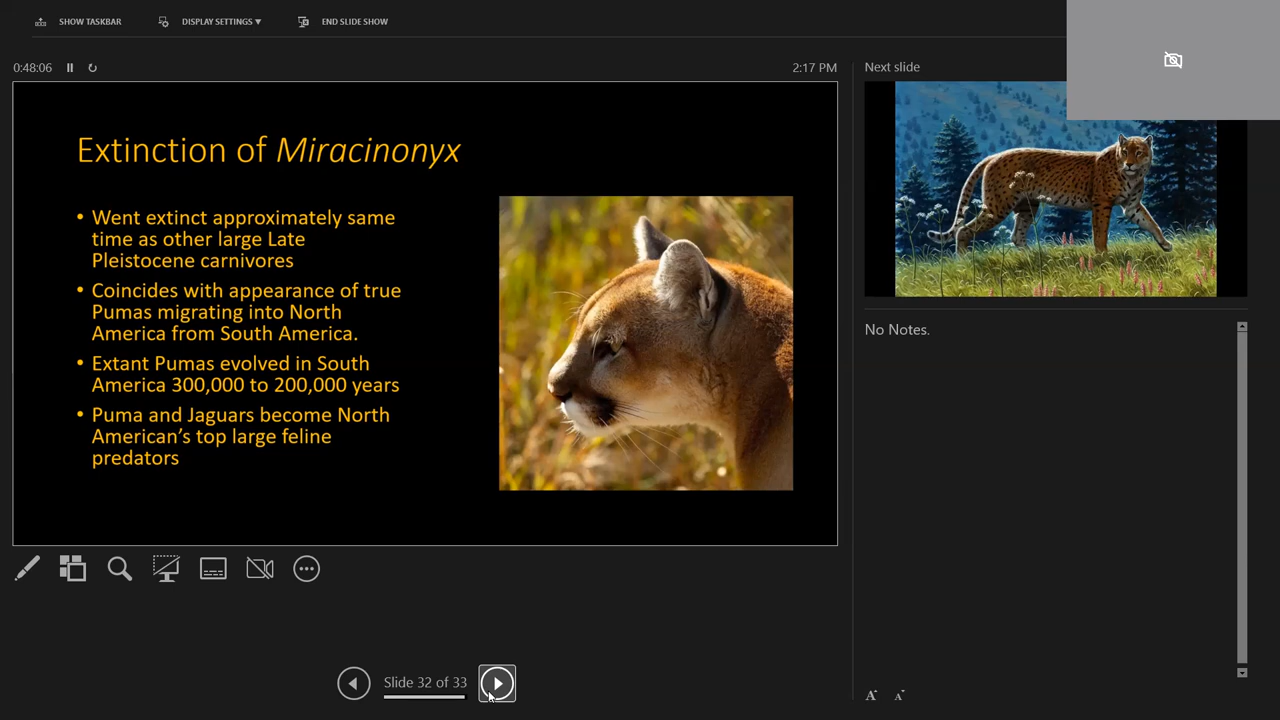 SHOW TASKBAR
DISPLAY SETTINGS ▼
END SLIDE SHOW
0:48:06
2:17 PM
Next slide
Extinction of Miracinonyx
• Went extinct approximately same
time as other large Late
Pleistocene carnivores
• Coincides with appearance of true
Pumas migrating into North
America from South America.
• Extant Pumas evolved in South
America 300,000 to 200,000 years
• Puma and Jaguars become North
American’s top large feline
predators
No Notes.
Slide 32 of 33
A A